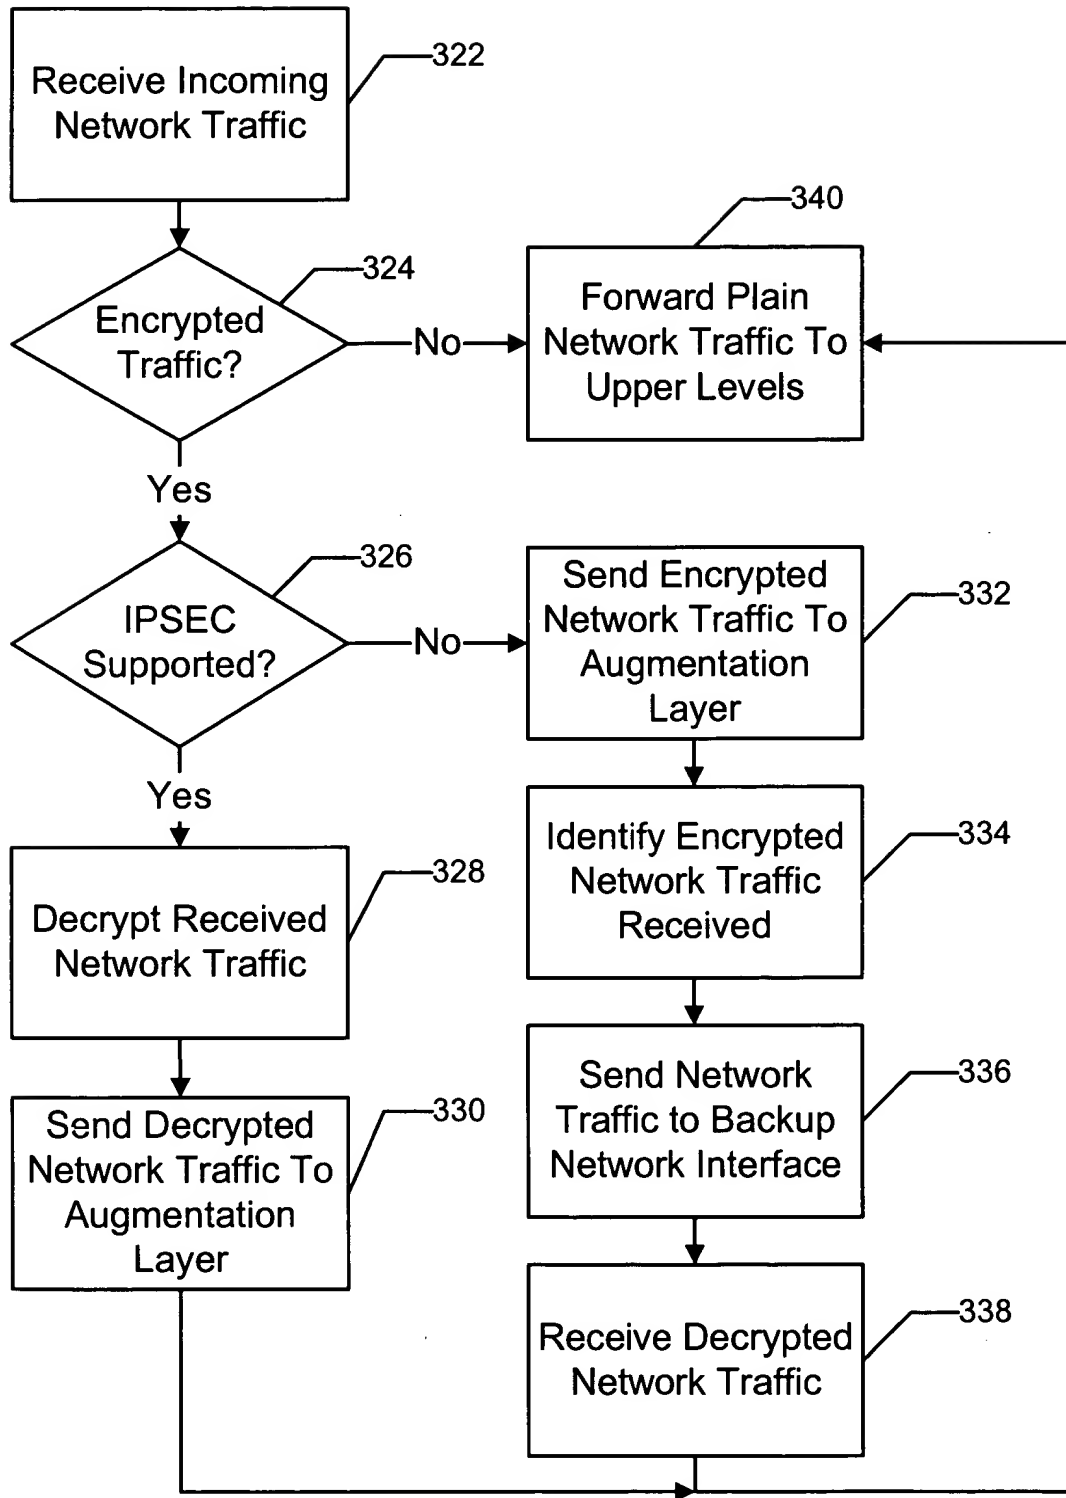 Receive Incoming
Network Traffic
322
Encrypted
Traffic?
324
No
Forward Plain
Network Traffic To
Upper Levels
340
Yes
IPSEC
Supported?
326
No
Send Encrypted
Network Traffic To
Augmentation
Layer
332
Yes
Identify Encrypted
Network Traffic
Received
334
Decrypt Received
Network Traffic
328
Send Network
Traffic to Backup
Network Interface
336
Send Decrypted
Network Traffic To
Augmentation
Layer
330
Receive Decrypted
Network Traffic
338